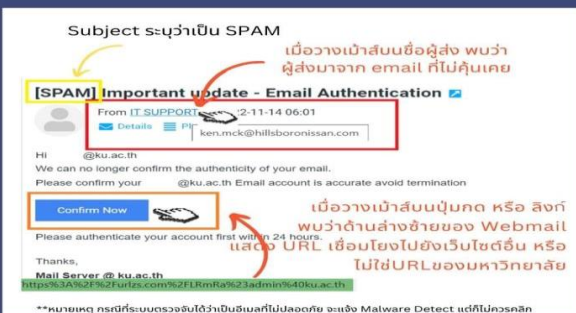 Subject ระบุว่าเป็น SPAM
เมื่อวางเม้าส์บนชื่อผู้ส่ง พบว่า
ผู้ส่งมาจาก email ที่ไม่คุ้นเคย
[SPAM] Important update - Email Authentication
From IT SUPPORT 2-11-14 06:01
Details
ken.mck@hillsboronissan.com
Hi @ku.ac.th
We can no longer confirm the authenticity of your email.
Please confirm your @ku.ac.th Email account is accurate avoid termination
Confirm Now
เมื่อวางเม้าส์บนปุ่มกด หรือ ลิงก์
พบว่าด้านล่างซ้ายของ Webmail
แสดง URL เชื่อมโยงไปยังเว็บไซต์อื่น หรือ
ไม่ใช่URLของมหาวิทยาลัย
Please authenticate your account first within 24 hours.
Thanks,
Mail Server @ ku.ac.th
https%3A%2F%2Furlzs.com%2FLRmRa%23admin%40ku.ac.th
**หมายเหตุ กรณีที่ระบบตรวจจับได้ว่าเป็นอีเมลที่ไม่ปลอดภัย จะแจ้ง Malware Detect แต่ก็ไม่ควรคลิก